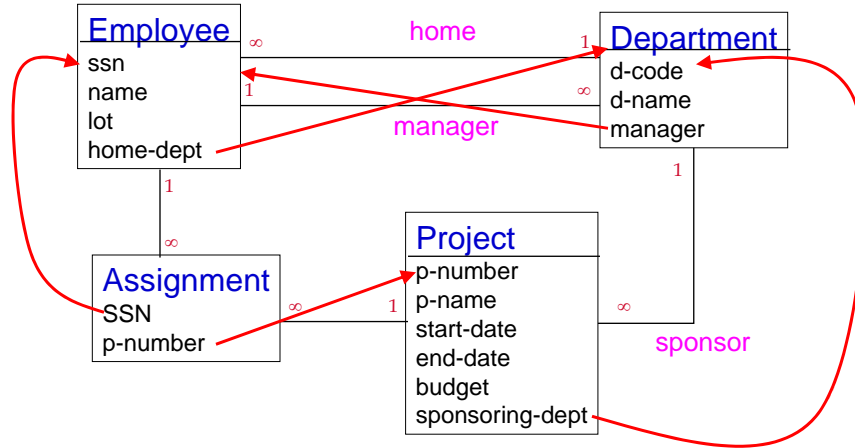 Employee
ssn
name
lot
home-dept
∞
home
1
1
manager
∞
Department
d-code
d-name
manager
1
∞
1
Assignment
SSN
p-number
∞
1
Project
p-number
p-name
start-date
end-date
budget
sponsoring-dept
∞
sponsor